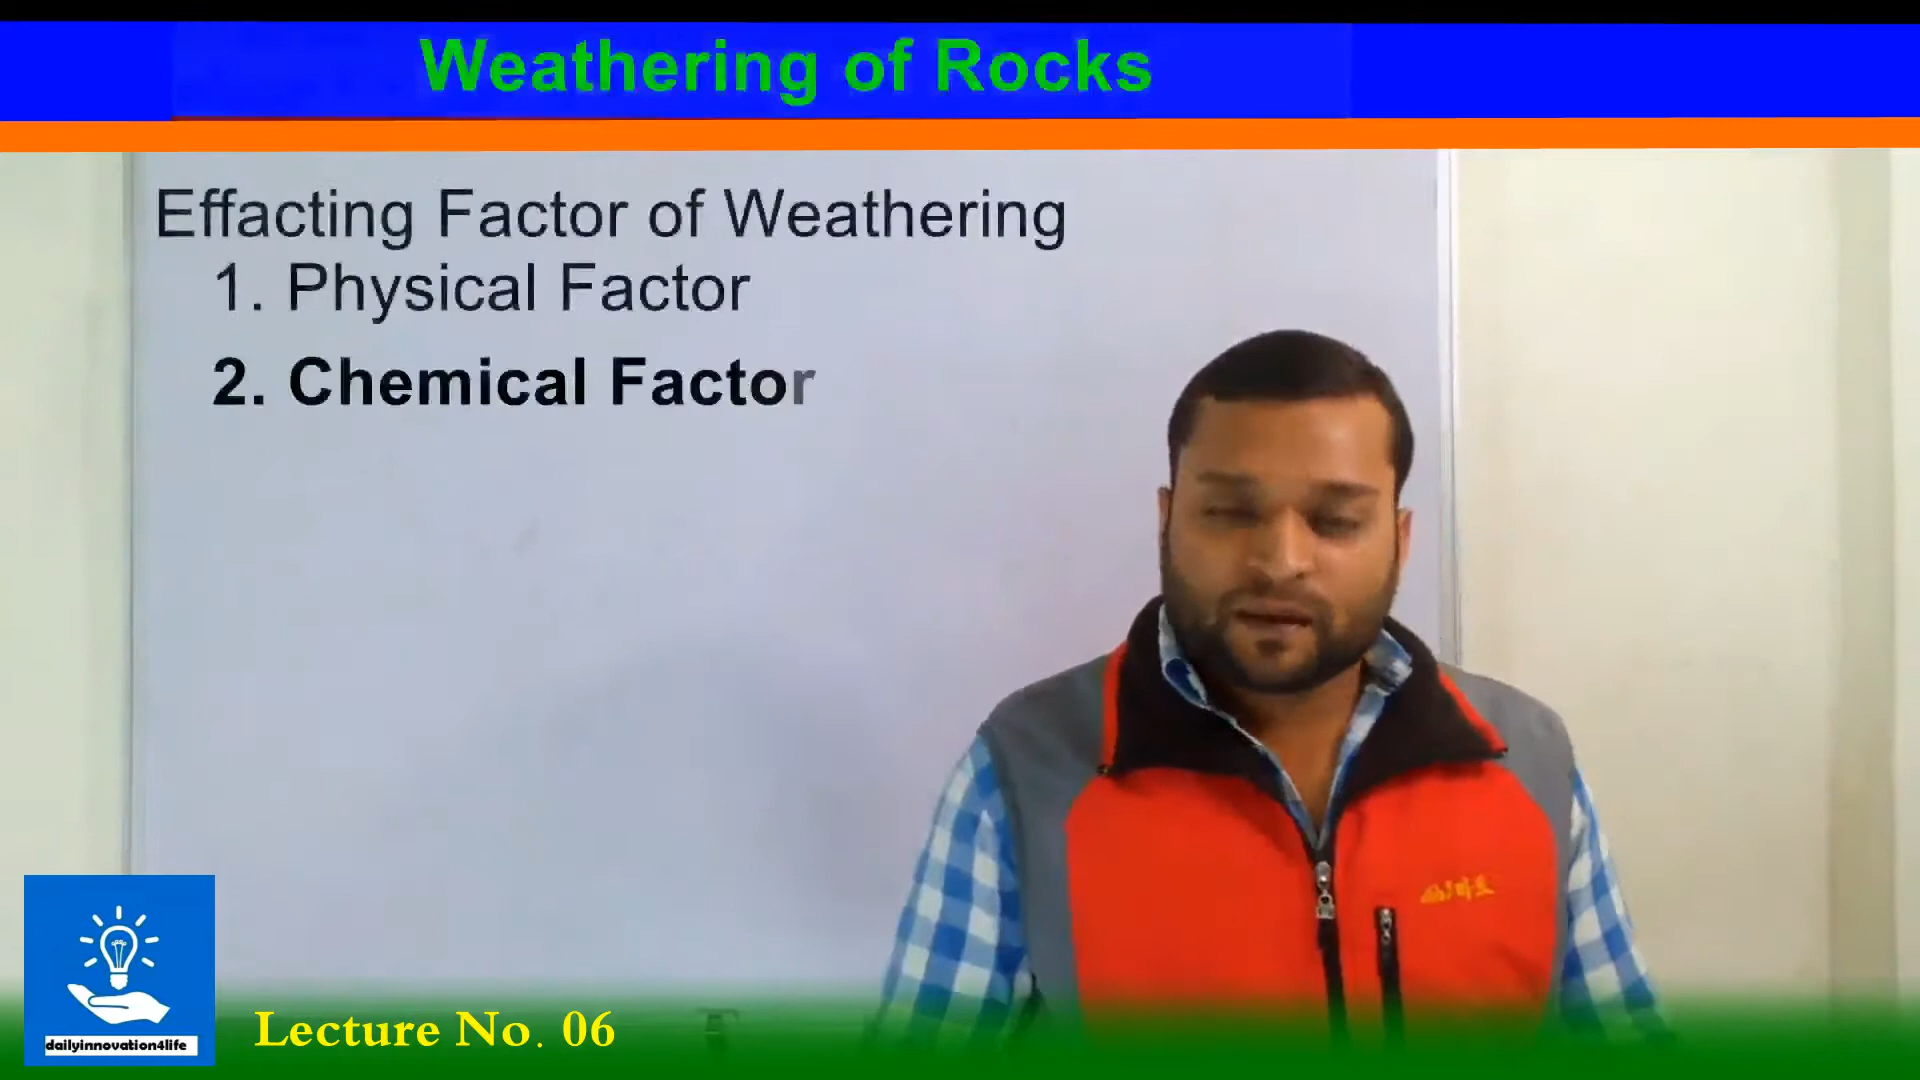 Weathering of Rocks
Effacting Factor of Weathering
1. Physical Factor
2. Chemical Factor
dailyinnovation4life
Lecture No. 06